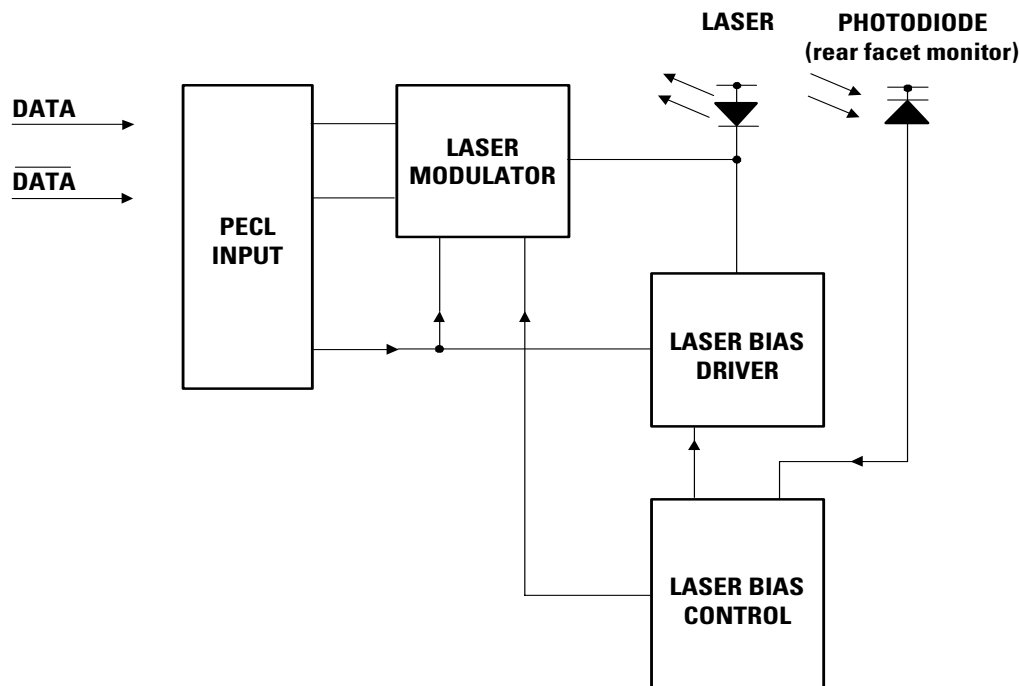 LASER
PHOTODIODE
(rear facet monitor)
DATA
DATA
PECL
INPUT
LASER
MODULATOR
LASER BIAS
DRIVER
LASER BIAS
CONTROL